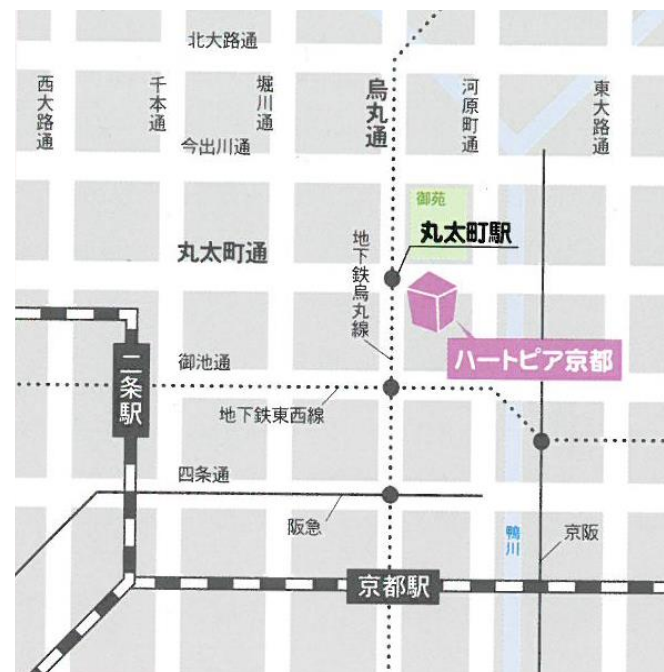 北大路通
西大路通
千本通
堀川通
烏丸通
河原町通
東大路通
今出川通
御苑
丸太町駅
丸太町通
地下鉄烏丸線
ハートピア京都
二条駅
御池通
地下鉄東西線
四条通
阪急
鴨川
京阪
京都駅